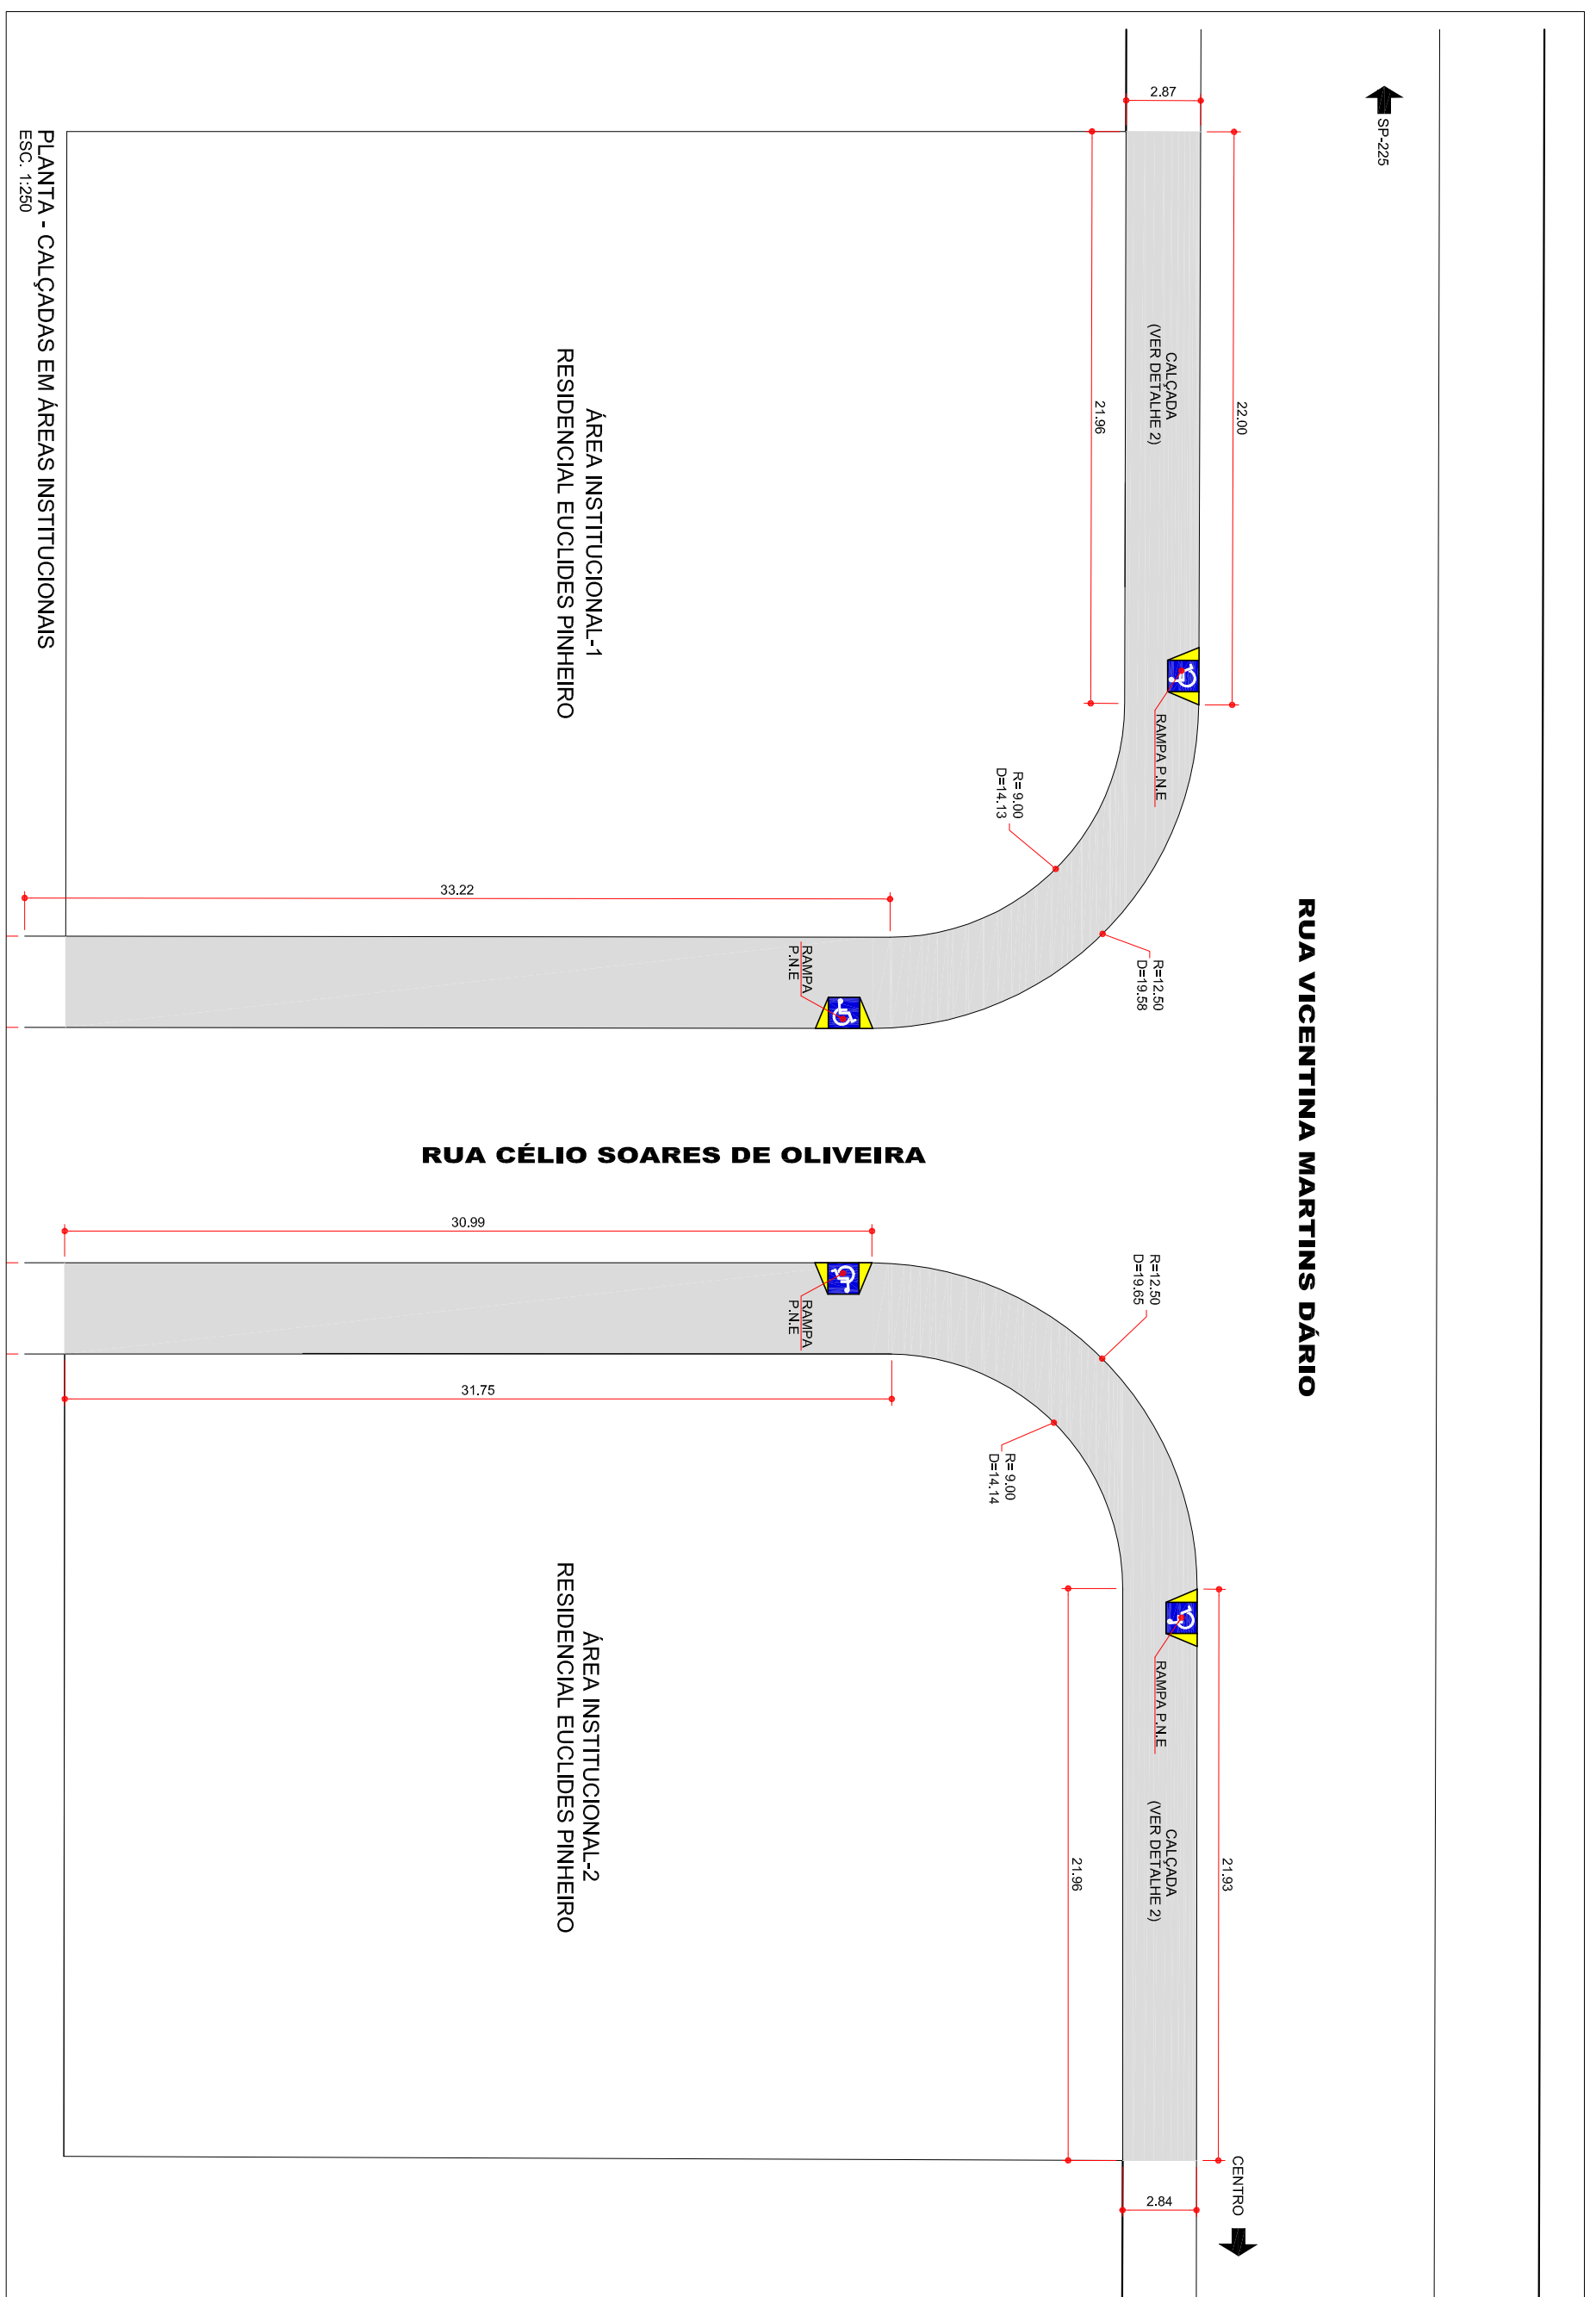 SP-225
RUA VICENTINA MARTINS DÁRIO
CENTRO
2.87
22.00
CALÇADA
(VER DETALHE 2)
21.96
RAMPA P.N.E
R= 9.00
D=14.13
R=12.50
D=19.58
33.22
RAMPA
P.N.E
ÁREA INSTITUCIONAL-1
RESIDENCIAL EUCLIDES PINHEIRO
RUA CÉLIO SOARES DE OLIVEIRA
30.99
RAMPA
P.N.E
31.75
R=12.50
D=19.65
R= 9.00
D=14.14
RAMPA P.N.E
CALÇADA
(VER DETALHE 2)
21.93
21.96
2.84
ÁREA INSTITUCIONAL-2
RESIDENCIAL EUCLIDES PINHEIRO
PLANTA - CALÇADAS EM ÁREAS INSTITUCIONAIS
ESC. 1:250